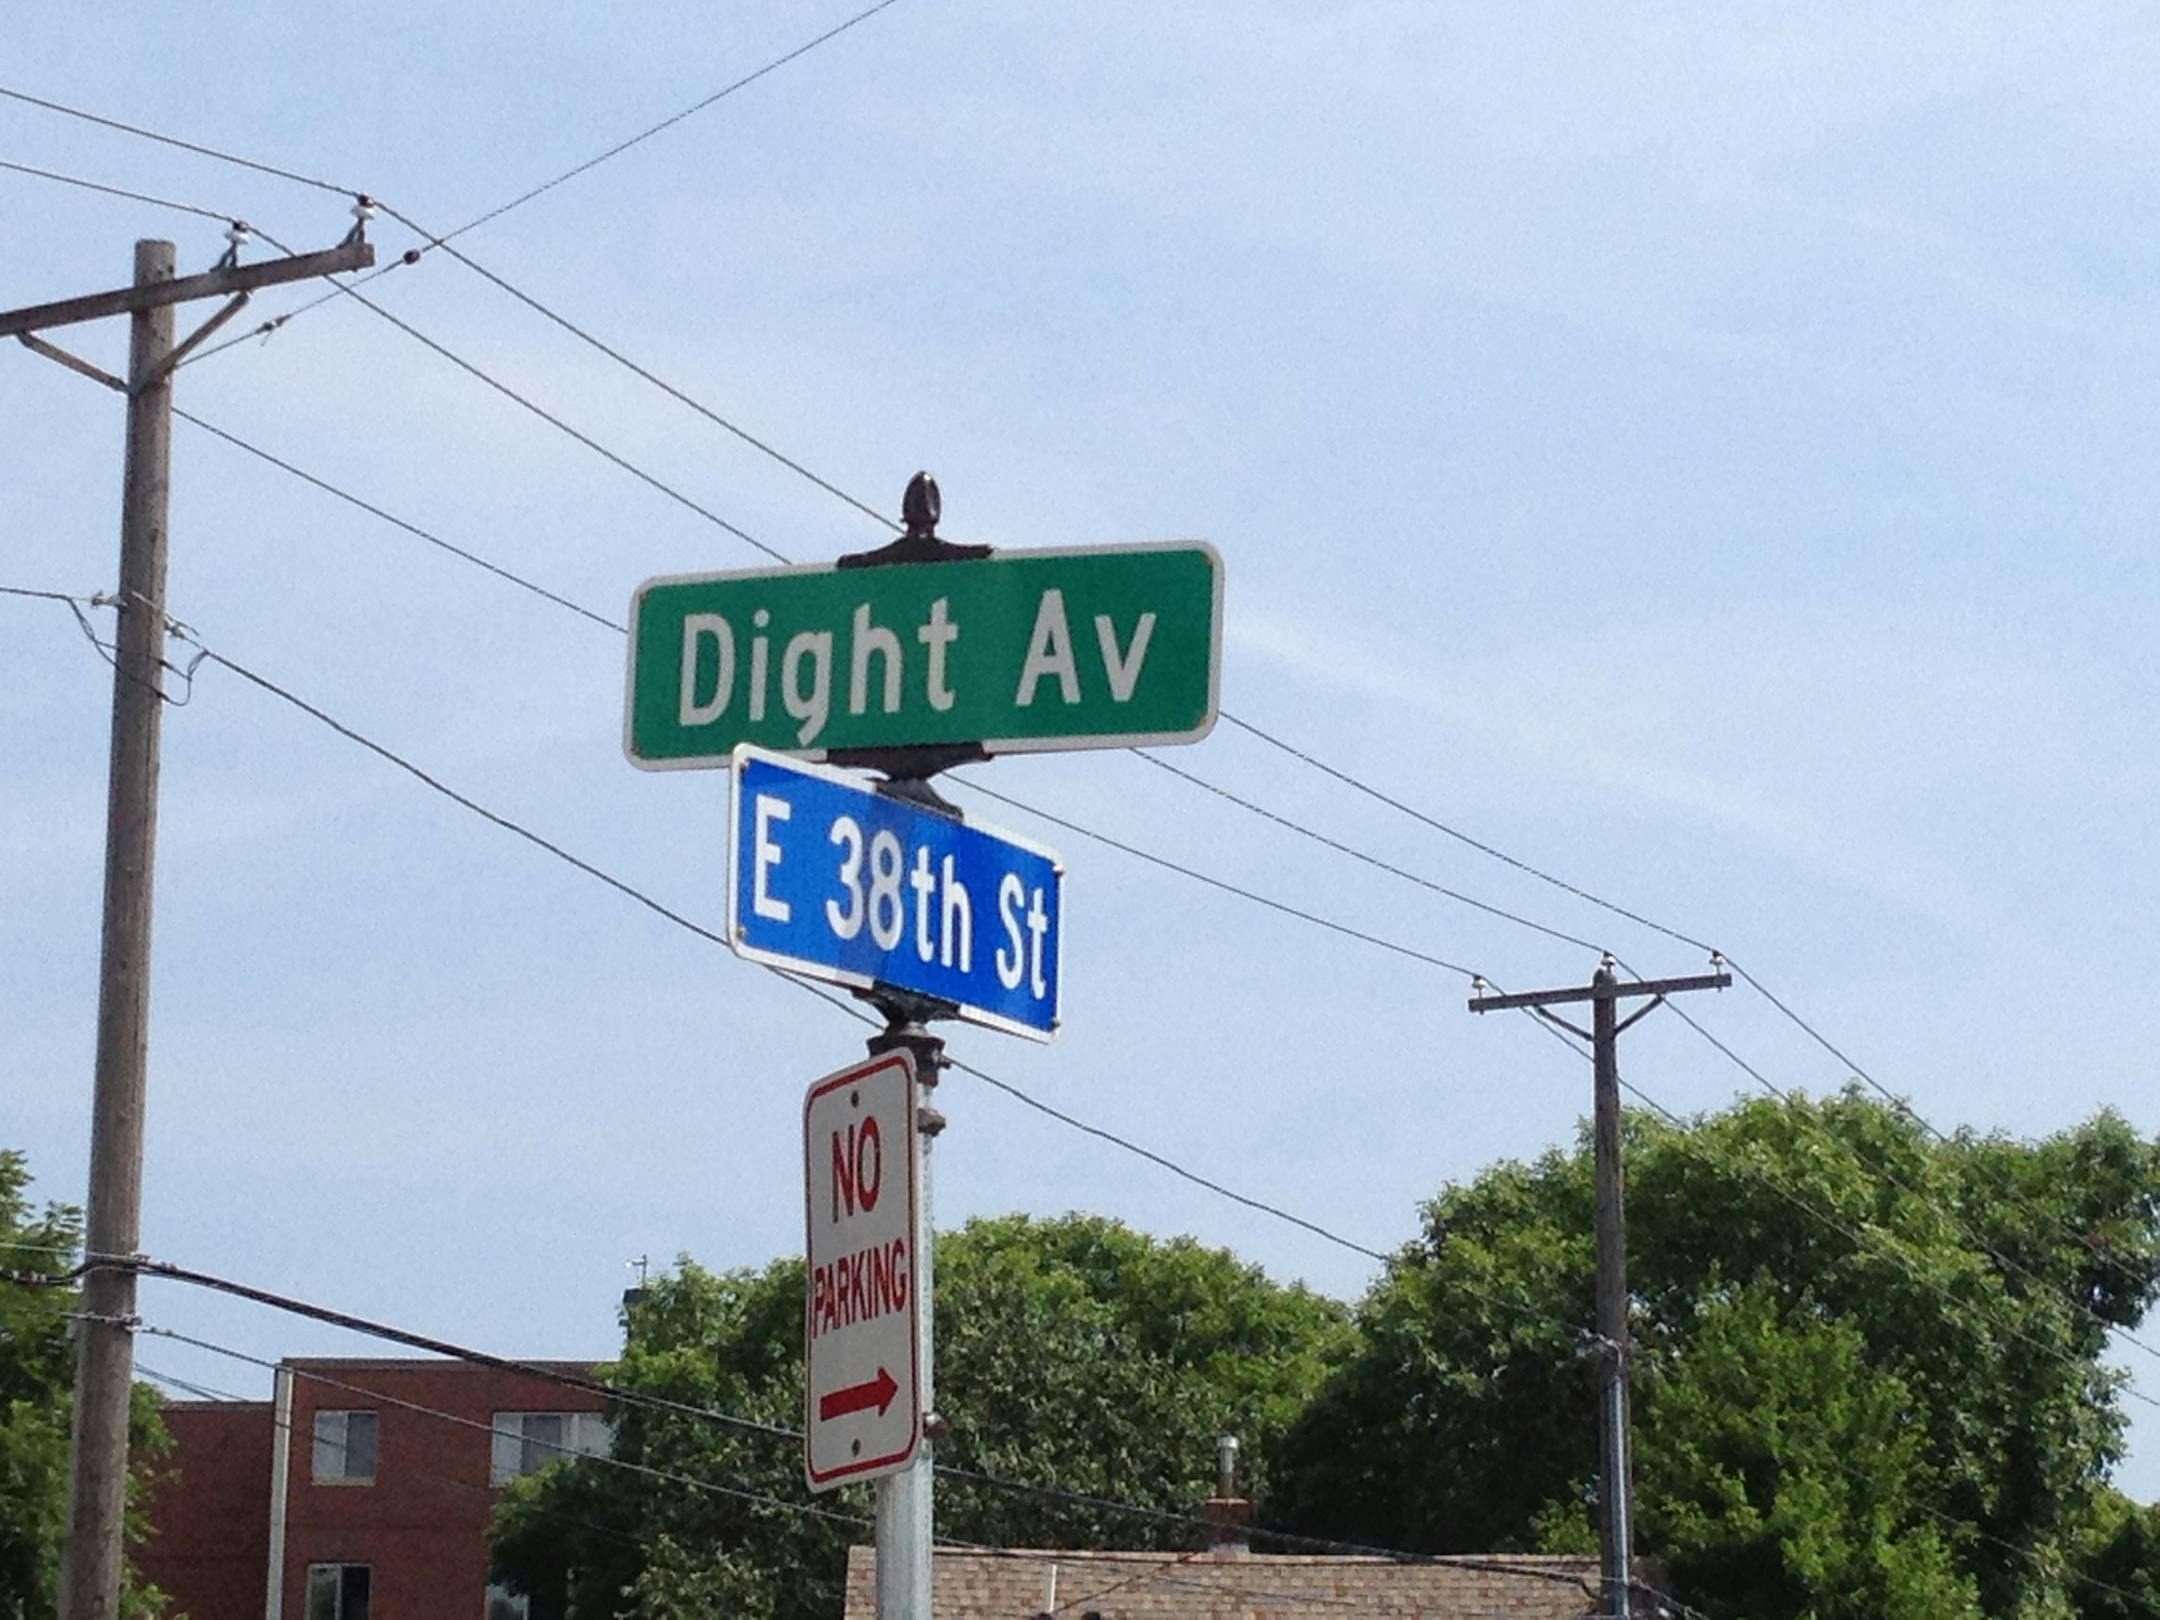 Dight Av
E 38th St
NO
PARKING